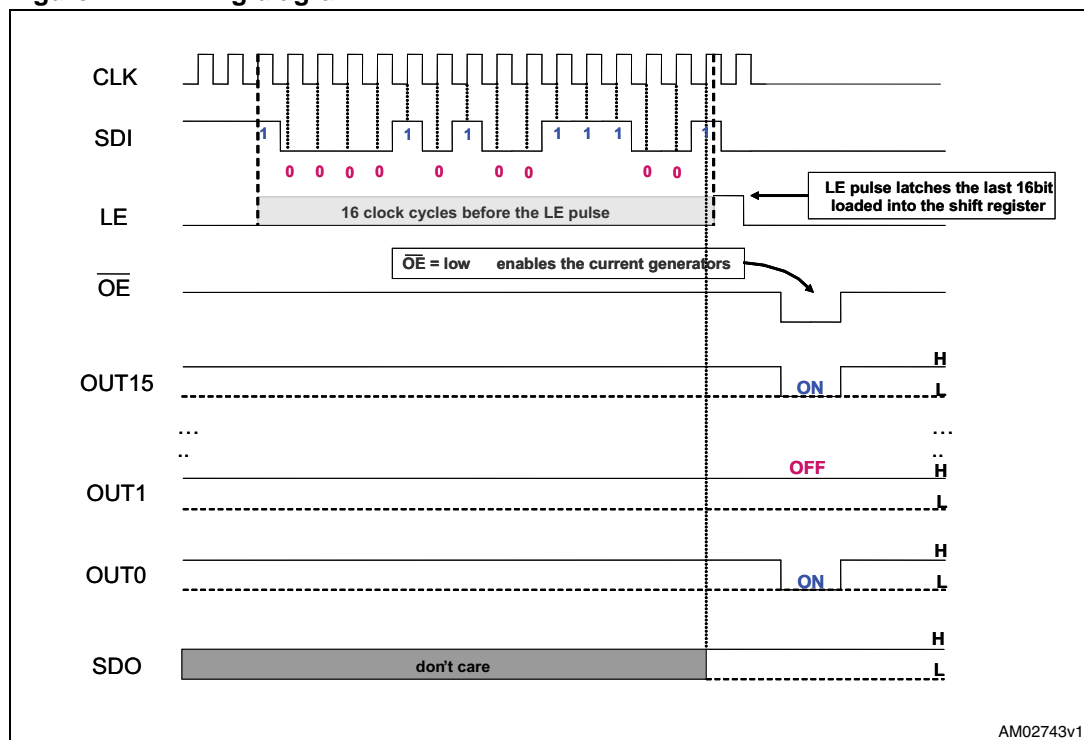 CLK
SDI
1 1 1 1 1 1 1
0 0 0 0 0 0 0 0 0
LE
16 clock cycles before the LE pulse
LE pulse latches the last 16bit
loaded into the shift register
OE = low enables the current generators
OE
OUT15
H
ON
L
... ...
.. ..
OUT1
OFF
H
L
OUT0
H
ON
L
SDO
don't care
H
L
AM02743v1